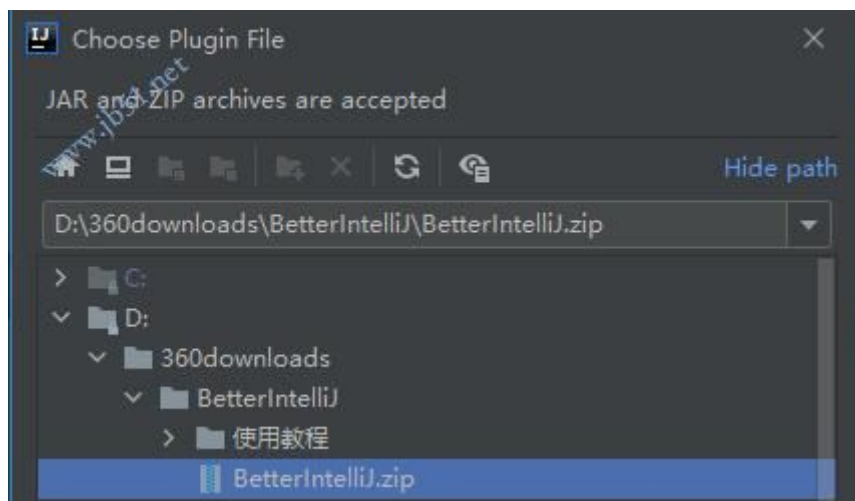 IJ Choose Plugin File
JAR and ZIP archives are accepted
www.jb51.net
Hide path
D:\360downloads\BetterIntelliJ\BetterIntelliJ.zip
C:
D:
360downloads
BetterIntelliJ
使用教程
BetterIntelliJ.zip